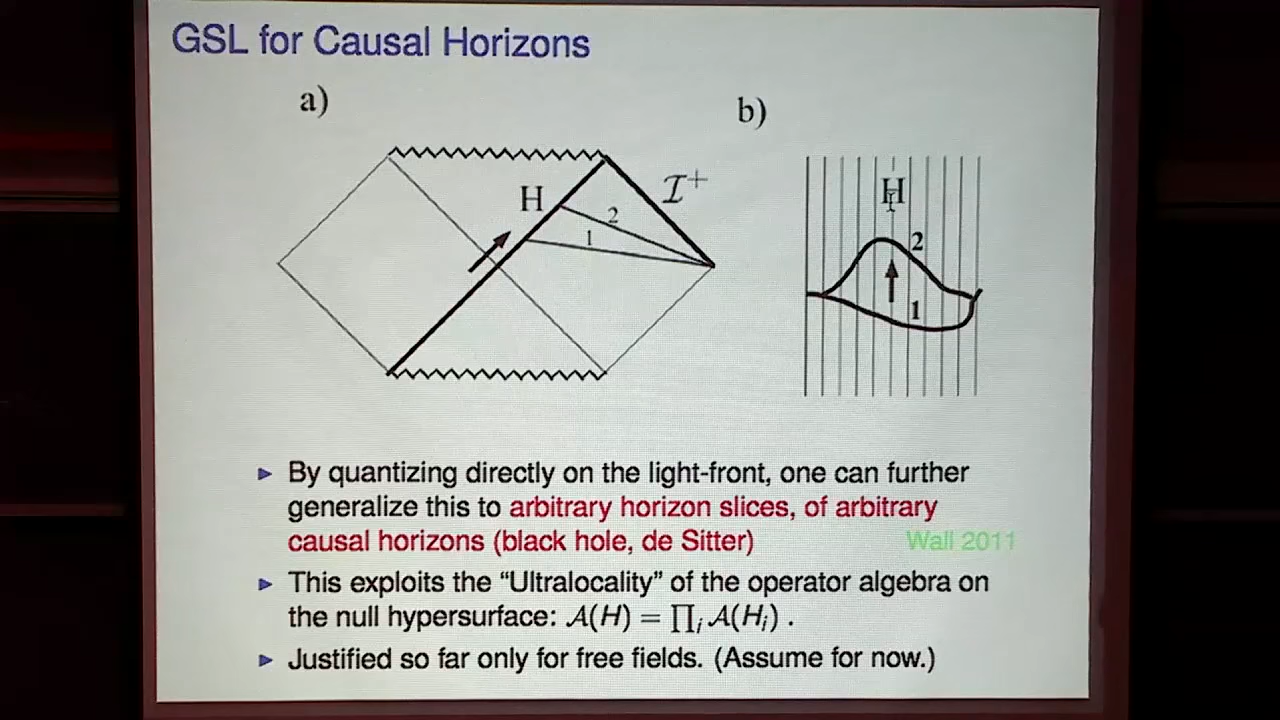 GSL for Causal Horizons
a)
b)
H
ℐ+
2
1
H
2
1
▸ By quantizing directly on the light-front, one can further
generalize this to arbitrary horizon slices, of arbitrary
causal horizons (black hole, de Sitter) Wall 2011
▸ This exploits the “Ultralocality” of the operator algebra on
the null hypersurface: 𝒜(H) = ∏ᵢ 𝒜(Hᵢ) .
▸ Justified so far only for free fields. (Assume for now.)